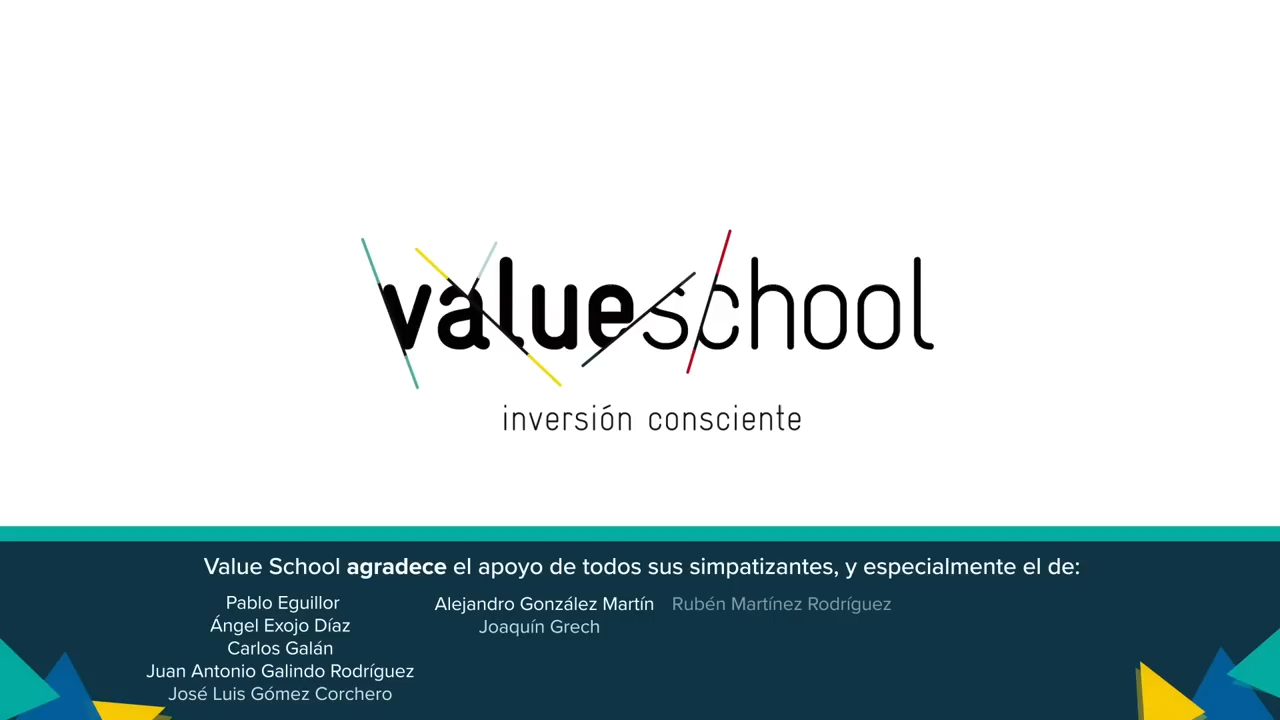 valueschool
inversión consciente
Value School agradece el apoyo de todos sus simpatizantes, y especialmente el de:
Pablo Eguillor
Ángel Exojo Díaz
Carlos Galán
Juan Antonio Galindo Rodríguez
José Luis Gómez Corchero
Alejandro González Martín
Joaquín Grech
Rubén Martínez Rodríguez